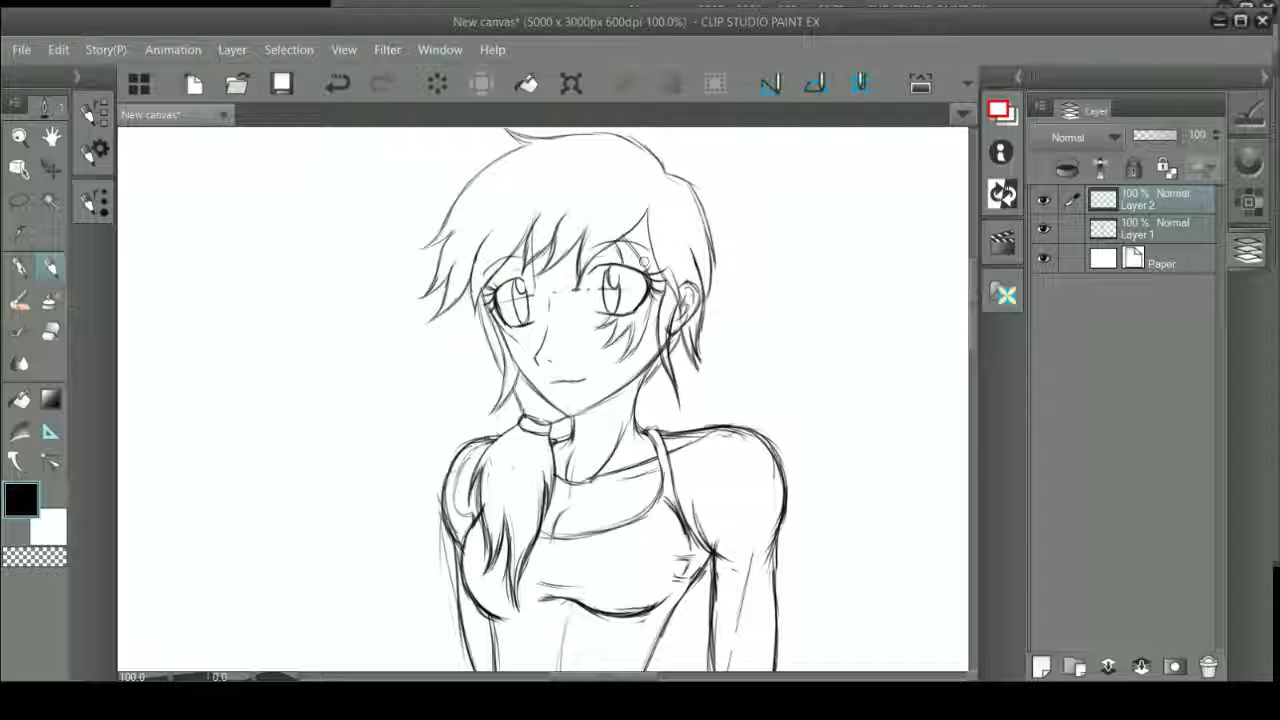 New canvas* (5000 x 3000px 600dpi 100.0%) - CLIP STUDIO PAINT EX
File Edit Story(P) Animation Layer Selection View Filter Window Help
New canvas*
Layer
Normal 100
100 % Normal
Layer 2
100 % Normal
Layer 1
Paper
100.0 0.0